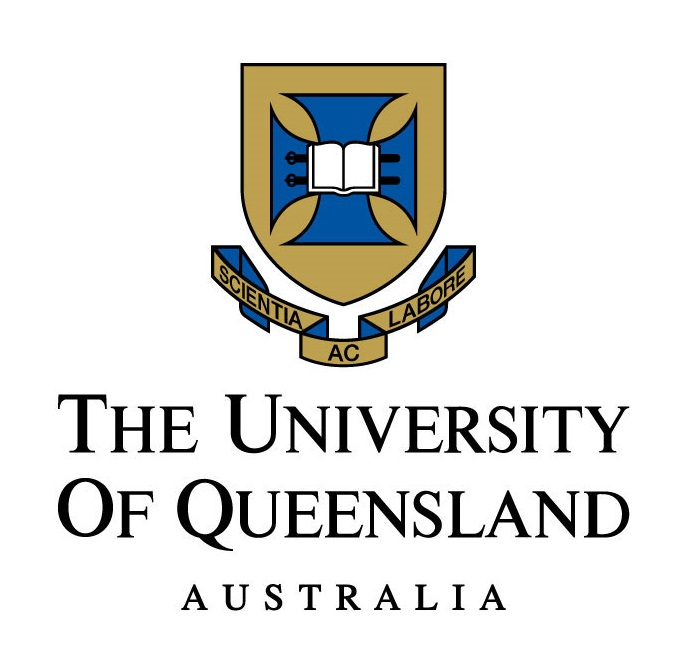 SCIENTIA AC LABORE
THE UNIVERSITY
OF QUEENSLAND
AUSTRALIA